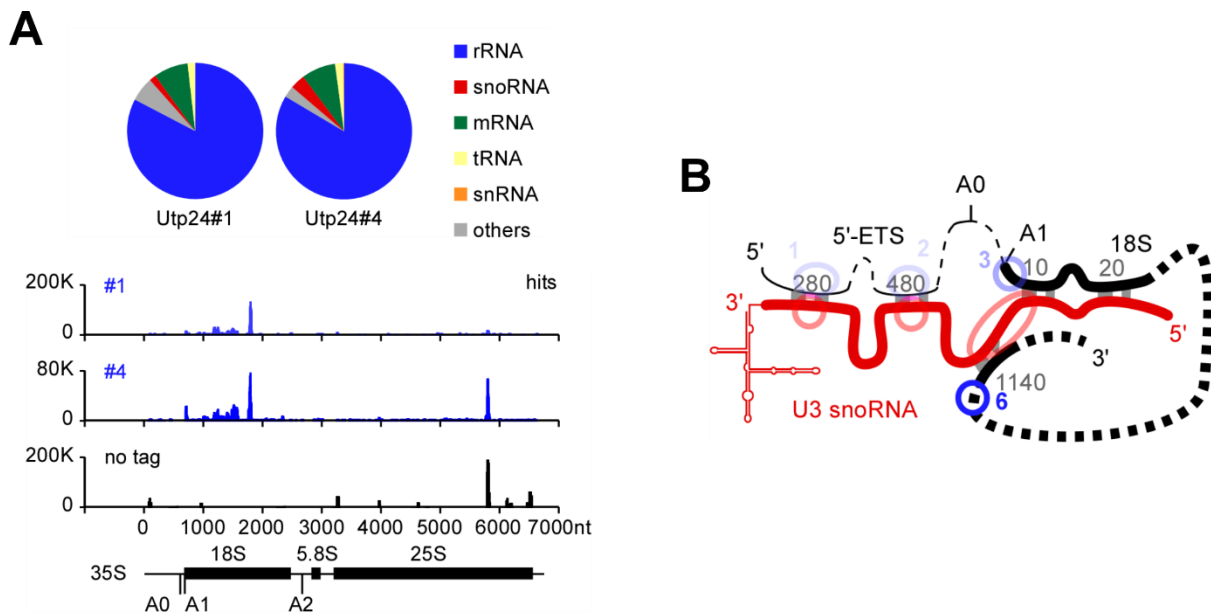 A
rRNA
snoRNA
mRNA
tRNA
snRNA
others
Utp24#1 Utp24#4
200K
0
#1
hits
80K
0
#4
200K
0
no tag
0 1000 2000 3000 4000 5000 6000 7000nt
18S 5.8S 25S
35S
A0 A1 A2
B
A0
5' 1 5'-ETS 2 3 A1 18S
280 480 10 20
3'
5'
3'
1140
6
U3 snoRNA